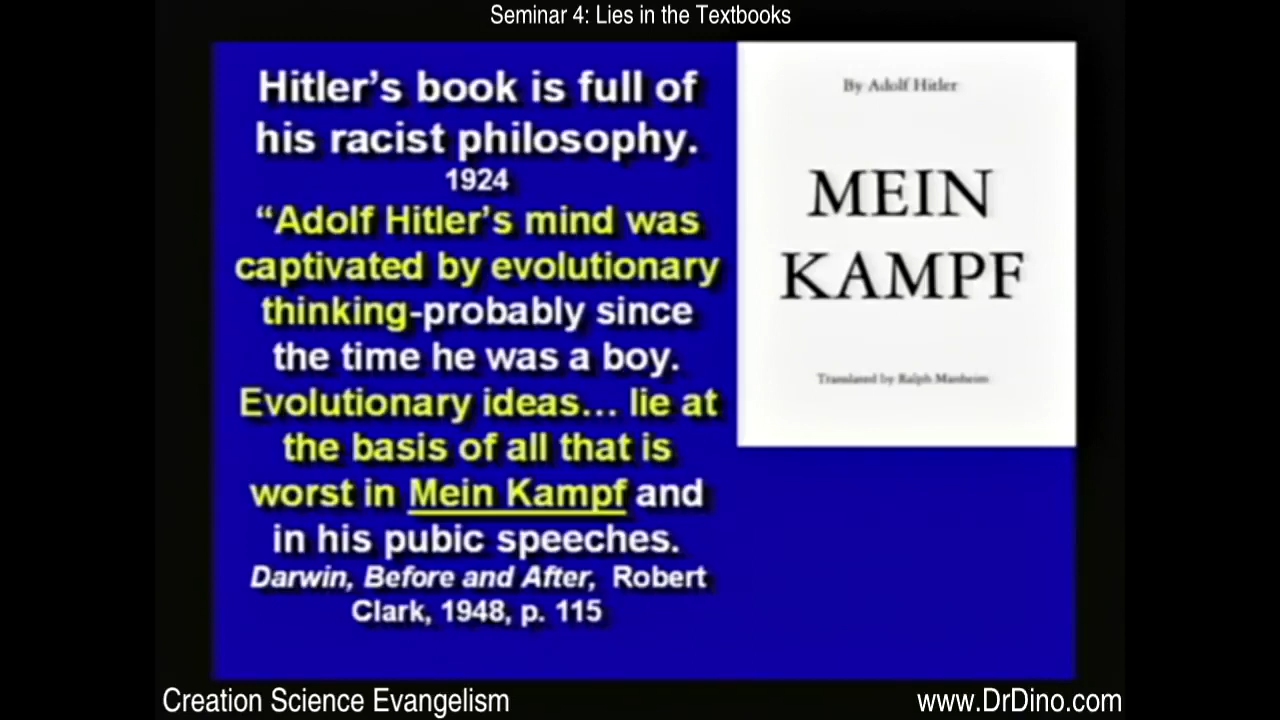 Seminar 4: Lies in the Textbooks
Hitler's book is full of
his racist philosophy.
1924
“Adolf Hitler's mind was
captivated by evolutionary
thinking-probably since
the time he was a boy.
Evolutionary ideas... lie at
the basis of all that is
worst in Mein Kampf and
in his pubic speeches.
Darwin, Before and After, Robert
Clark, 1948, p. 115
By Adolf Hitler
MEIN
KAMPF
Translated by Ralph Manheim
Creation Science Evangelism
www.DrDino.com